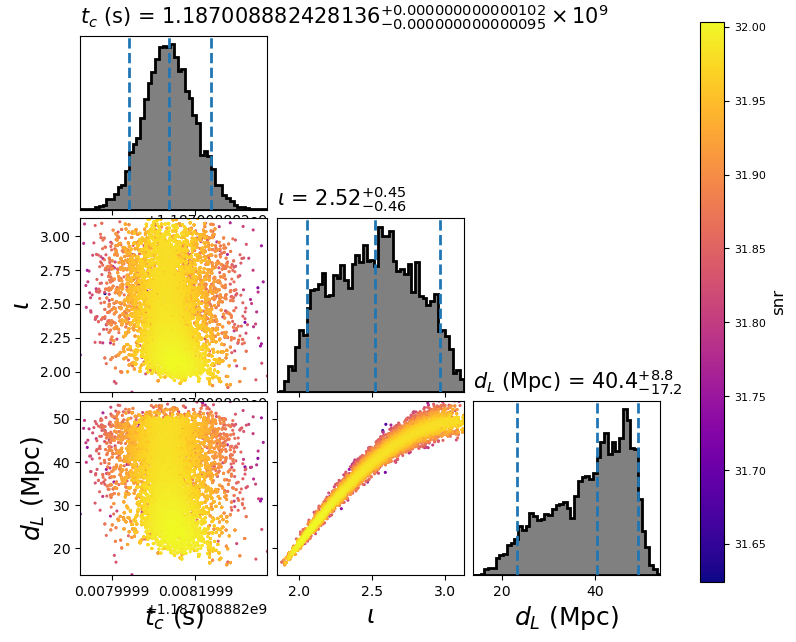 t_c (s) = 1.187008882428136^{+0.000000000000102}_{-0.000000000000095} × 10^9
32.00
31.95
31.90
31.85
31.80
31.75
31.70
31.65
snr
ι = 2.52^{+0.45}_{-0.46}
3.00
2.75
2.50
2.25
2.00
ι
d_L (Mpc) = 40.4^{+8.8}_{-17.2}
50
40
30
20
d_L (Mpc)
0.0079999 0.0081999
+1.187008882e9
t_c (s)
2.0 2.5 3.0
ι
20 40
d_L (Mpc)